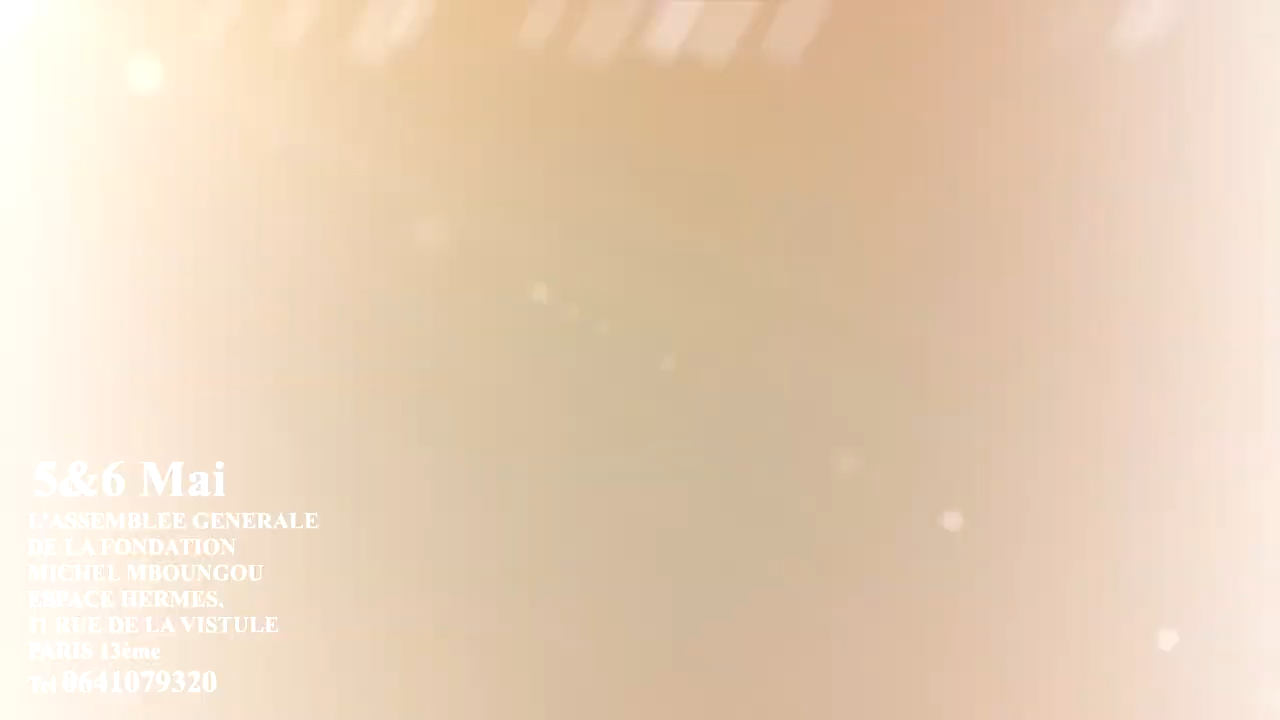 5&6 Mai
L'ASSEMBLEE GENERALE
DE LA FONDATION
MICHEL MBOUNGOU
ESPACE HERMES.
RUE DE LA VISTULE
PARIS 13ème
Tel 0641079320